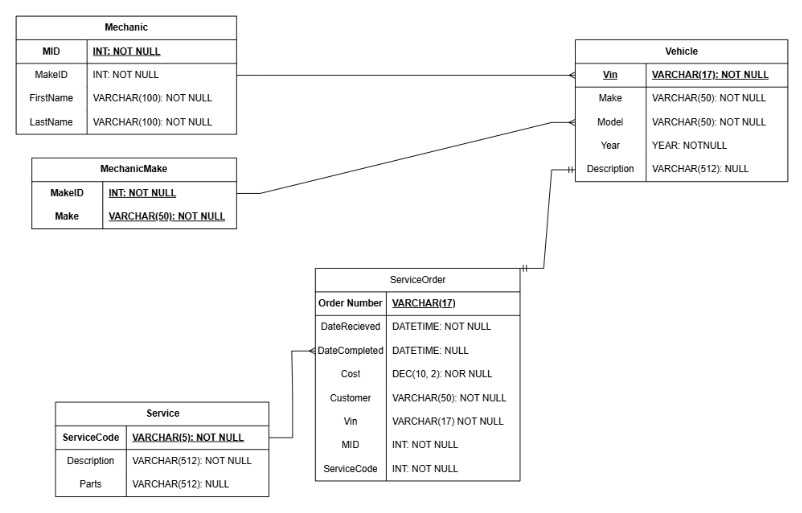 Mechanic
MID INT: NOT NULL
MakeID INT: NOT NULL
FirstName VARCHAR(100): NOT NULL
LastName VARCHAR(100): NOT NULL
MechanicMake
MakeID INT: NOT NULL
Make VARCHAR(50): NOT NULL
Vehicle
Vin VARCHAR(17): NOT NULL
Make VARCHAR(50): NOT NULL
Model VARCHAR(50): NOT NULL
Year YEAR: NOTNULL
Description VARCHAR(512): NULL
ServiceOrder
Order Number VARCHAR(17)
DateRecieved DATETIME: NOT NULL
DateCompleted DATETIME: NULL
Cost DEC(10, 2): NOR NULL
Customer VARCHAR(50): NOT NULL
Vin VARCHAR(17) NOT NULL
MID INT: NOT NULL
ServiceCode INT: NOT NULL
Service
ServiceCode VARCHAR(5): NOT NULL
Description VARCHAR(512): NOT NULL
Parts VARCHAR(512): NULL